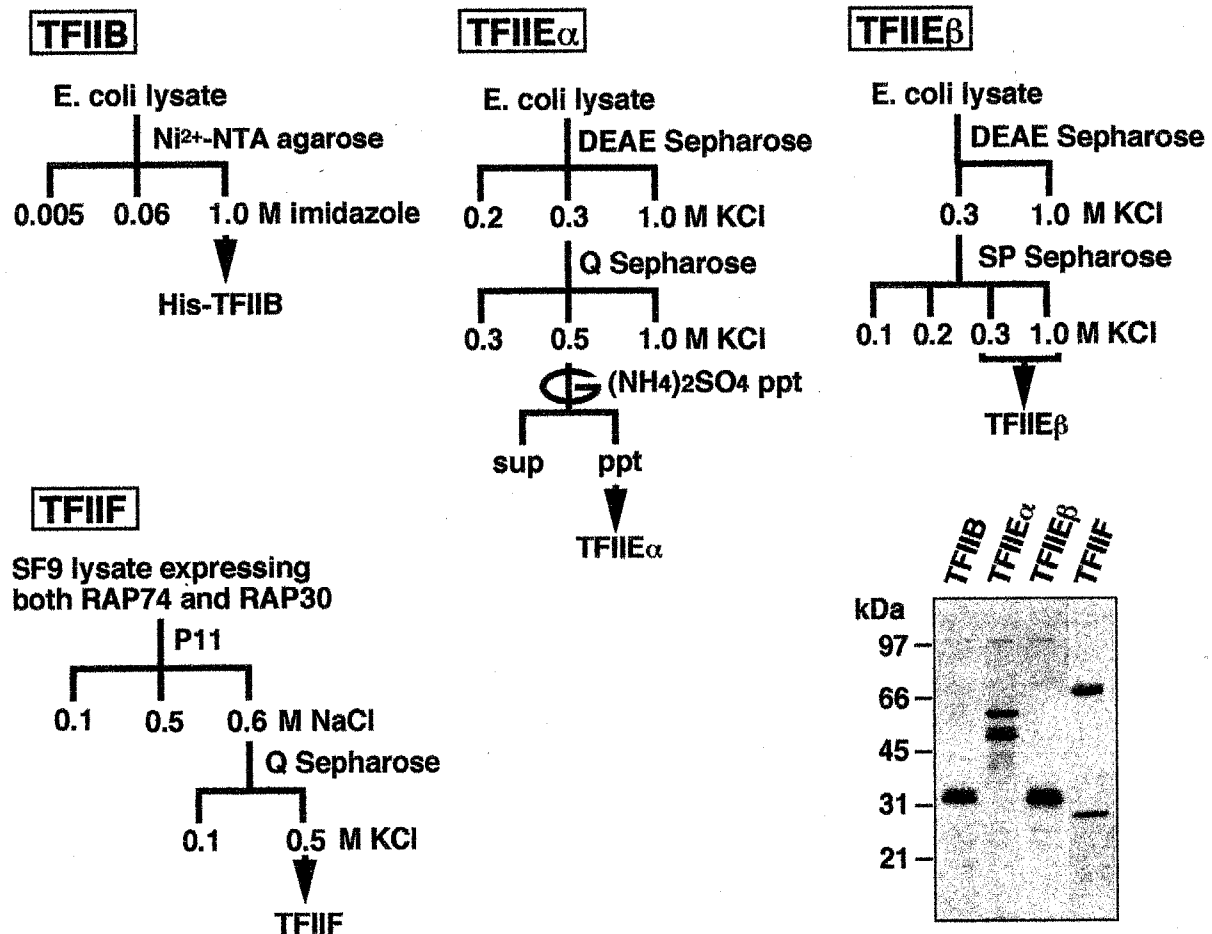 TFIIB
E. coli lysate
Ni2+-NTA agarose
0.005 0.06 1.0 M imidazole
His-TFIIB
TFIIEα
E. coli lysate
DEAE Sepharose
0.2 0.3 1.0 M KCl
Q Sepharose
0.3 0.5 1.0 M KCl
(NH4)2SO4 ppt
sup ppt
TFIIEα
TFIIEβ
E. coli lysate
DEAE Sepharose
0.3 1.0 M KCl
SP Sepharose
0.1 0.2 0.3 1.0 M KCl
TFIIEβ
TFIIF
SF9 lysate expressing
both RAP74 and RAP30
P11
0.1 0.5 0.6 M NaCl
Q Sepharose
0.1 0.5 M KCl
TFIIF
TFIIB TFIIEα TFIIEβ TFIIF
kDa
97
66
45
31
21